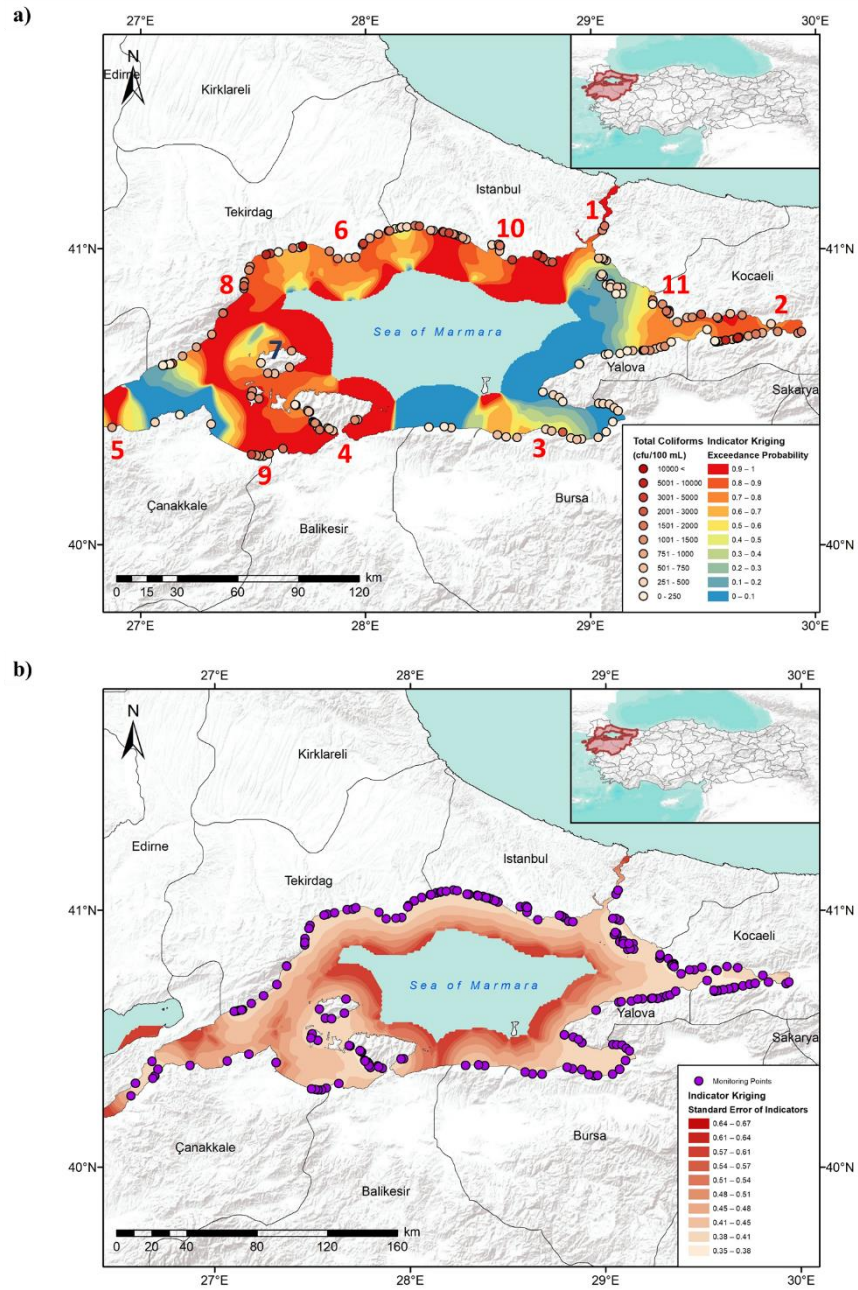 a)
27°E
28°E
29°E
30°E
N
Edirne
Kirklareli
Istanbul
1
Tekirdag
6
10
41°N
41°N
Kocaeli
8
11
2
Sea of Marmara
7
Yalova
Sakarya
5
3
4
9
Bursa
Çanakkale
Balikesir
40°N
40°N
Total Coliforms Indicator Kriging
(cfu/100 mL) Exceedance Probability
10000 < 0.9 – 1
5001 - 10000 0.8 – 0.9
3001 - 5000 0.7 – 0.8
2001 - 3000 0.6 – 0.7
1501 - 2000 0.5 – 0.6
1001 - 1500 0.4 – 0.5
751 - 1000 0.3 – 0.4
501 - 750 0.2 – 0.3
251 - 500 0.1 – 0.2
0 - 250 0 – 0.1
km
0 15 30 60 90 120
27°E
28°E
29°E
30°E
b)
27°E
28°E
29°E
30°E
N
Kirklareli
Edirne
Istanbul
Tekirdag
41°N
41°N
Kocaeli
Sea of Marmara
Yalova
Sakarya
Çanakkale
Bursa
40°N
40°N
Balikesir
Monitoring Points
Indicator Kriging
Standard Error of Indicators
0.64 – 0.67
0.61 – 0.64
0.57 – 0.61
0.54 – 0.57
0.51 – 0.54
0.48 – 0.51
0.45 – 0.48
0.41 – 0.45
0.38 – 0.41
0.35 – 0.38
km
0 20 40 80 120 160
27°E
28°E
29°E
30°E